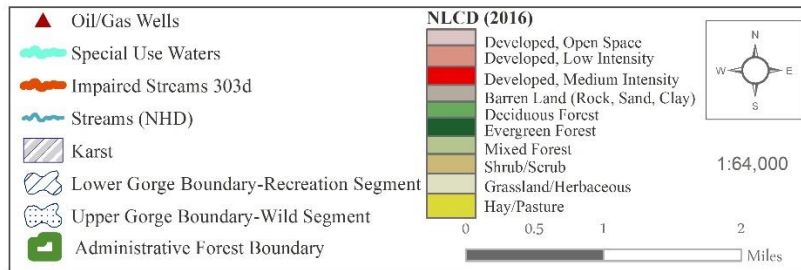 Oil/Gas Wells
Special Use Waters
Impaired Streams 303d
Streams (NHD)
Karst
Lower Gorge Boundary-Recreation Segment
Upper Gorge Boundary-Wild Segment
Administrative Forest Boundary
NLCD (2016)
Developed, Open Space
Developed, Low Intensity
Developed, Medium Intensity
Barren Land (Rock, Sand, Clay)
Deciduous Forest
Evergreen Forest
Mixed Forest
Shrub/Scrub
Grassland/Herbaceous
Hay/Pasture
N
W E
S
1:64,000
0 0.5 1 2
Miles